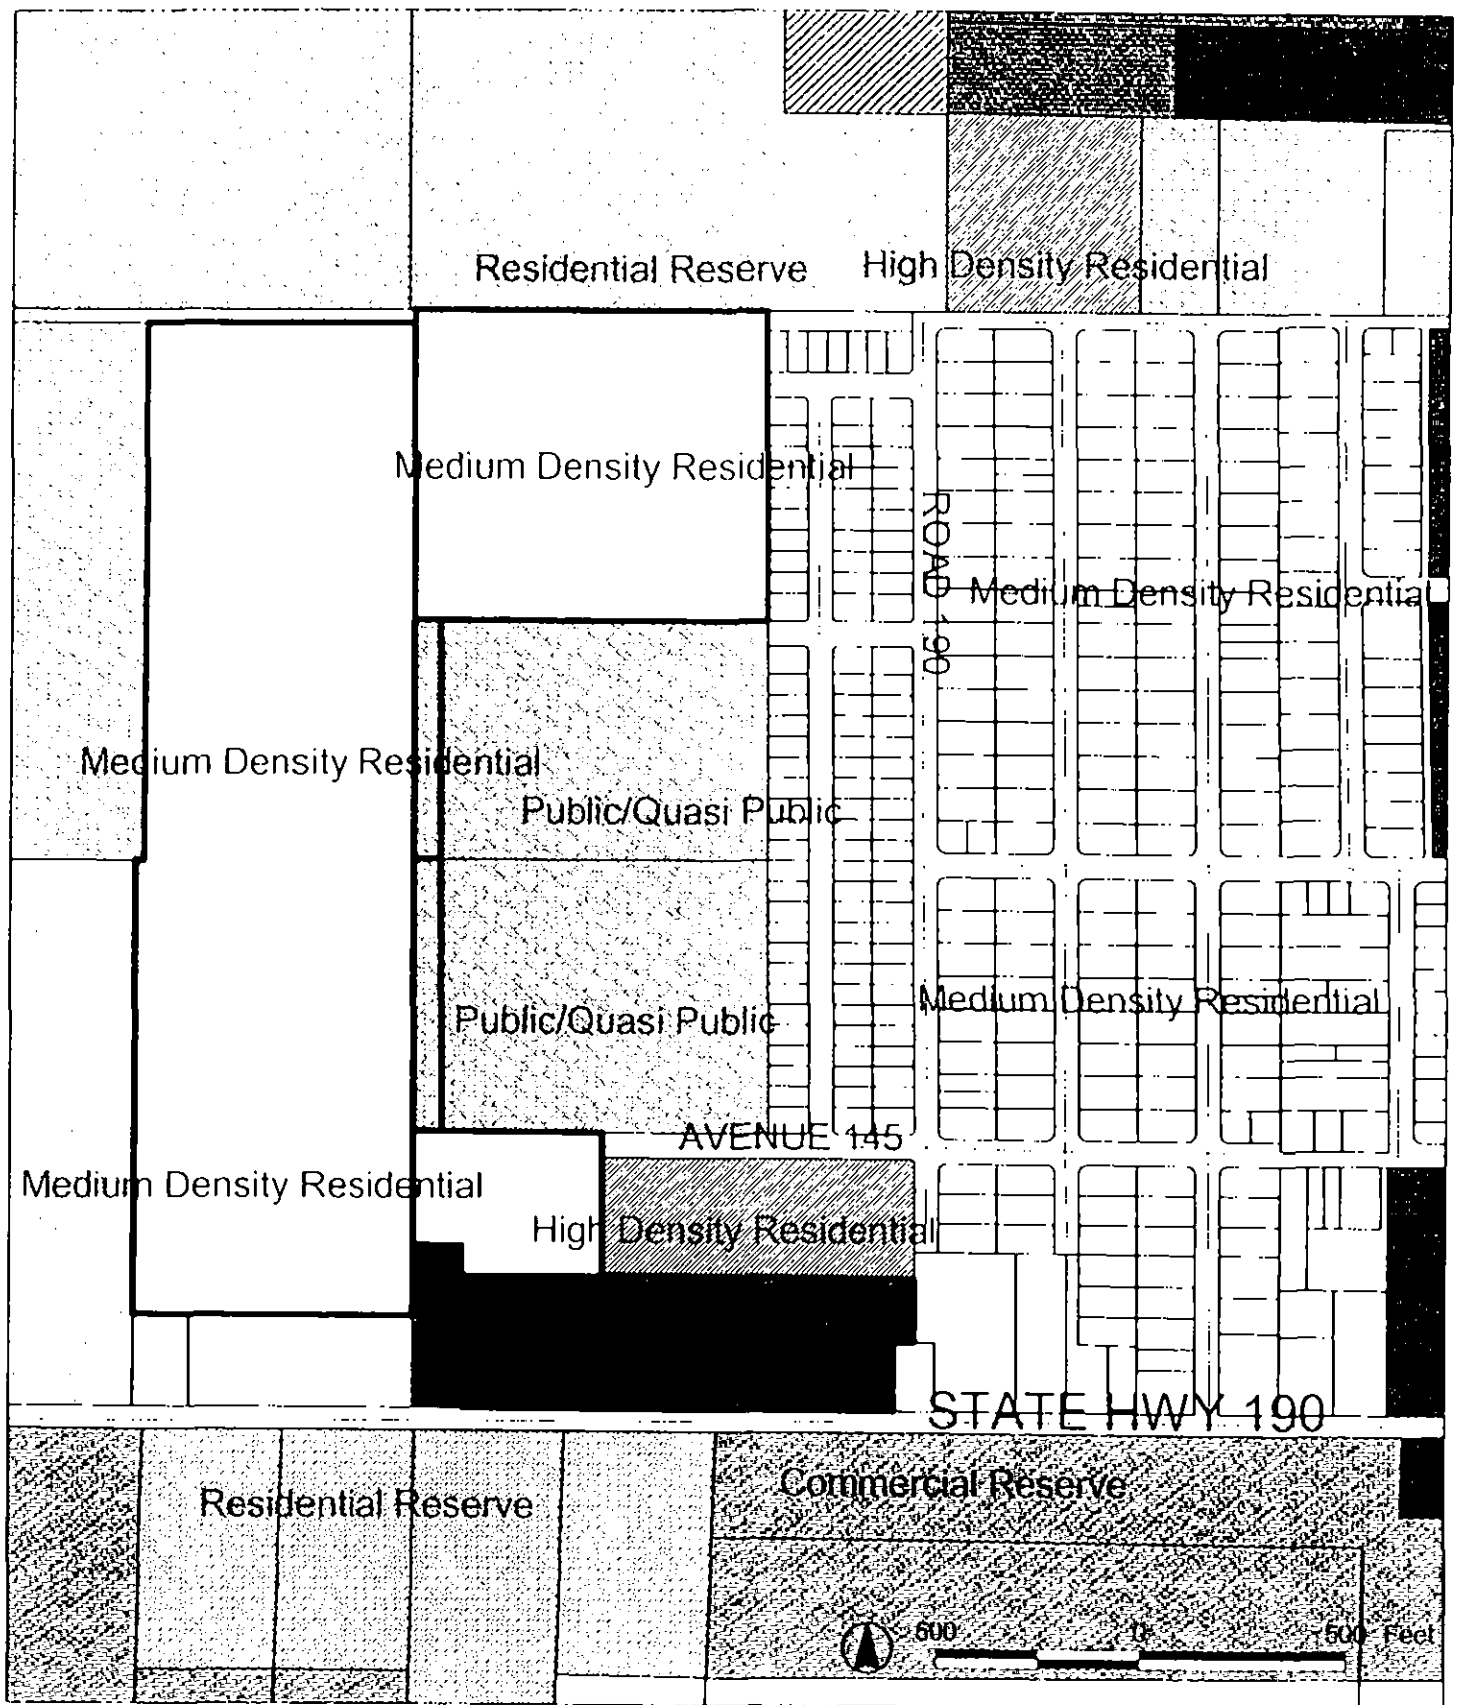 Residential Reserve
High Density Residential
Medium Density Residential
ROAD 190
Medium Density Residential
Medium Density Residential
Public/Quasi Public
Medium Density Residential
Public/Quasi Public
AVENUE 145
Medium Density Residential
High Density Residential
STATE HWY 190
Commercial Reserve
Residential Reserve
600 0 600 Feet